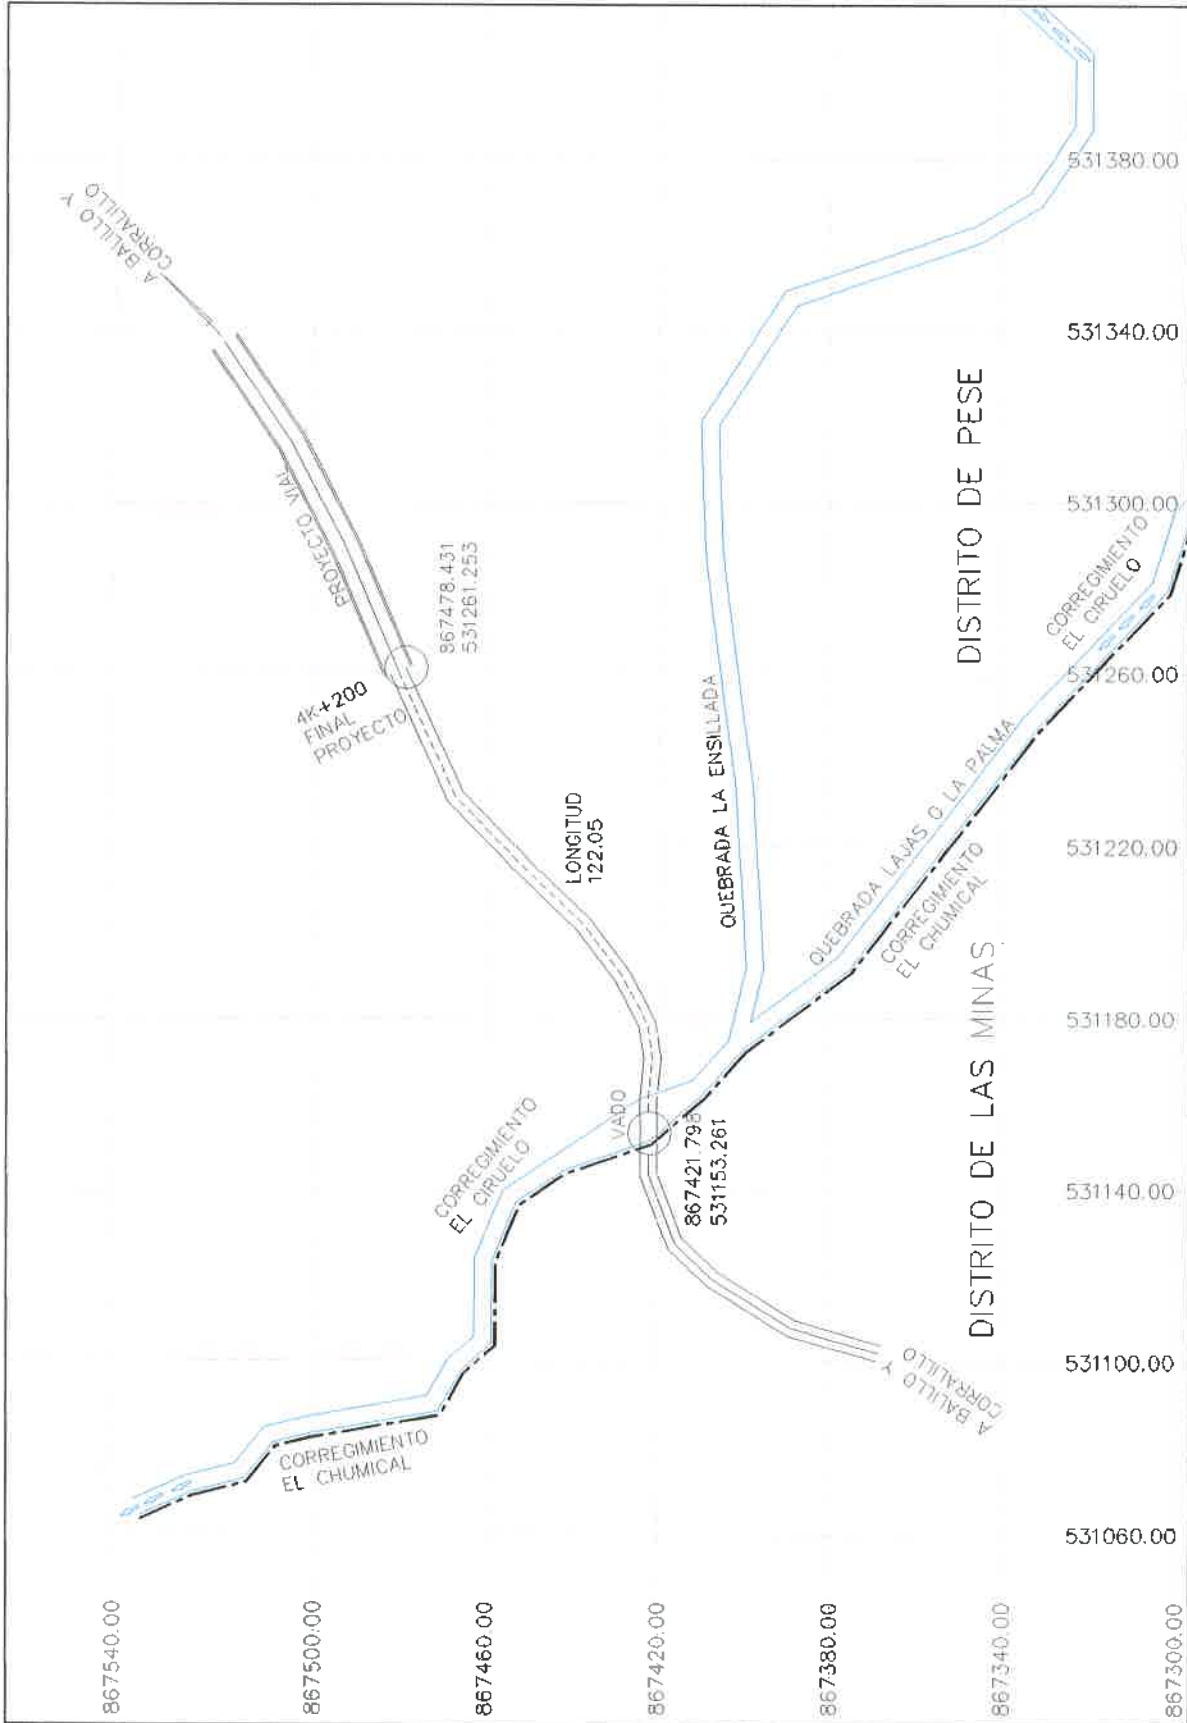 A BALILLO Y
CORRALILLO
PROYECTO VIAL
867478.431
531261.253
4K+200
FINAL
PROYECTO
LONGITUD
122.05
QUEBRADA LA ENSILLADA
DISTRITO DE PESE
CORREGIMIENTO
EL CIRUELO
QUEBRADA LAJAS O LA PALMA
CORREGIMIENTO
EL CHUMICAL
DISTRITO DE LAS MINAS
VADO
867421.798
531153.261
CORREGIMIENTO
EL CIRUELO
A BALILLO Y
CORRALILLO
CORREGIMIENTO
EL CHUMICAL
531380.00
531340.00
531300.00
531260.00
531220.00
531180.00
531140.00
531100.00
531060.00
867540.00
867500.00
867460.00
867420.00
867380.00
867340.00
867300.00